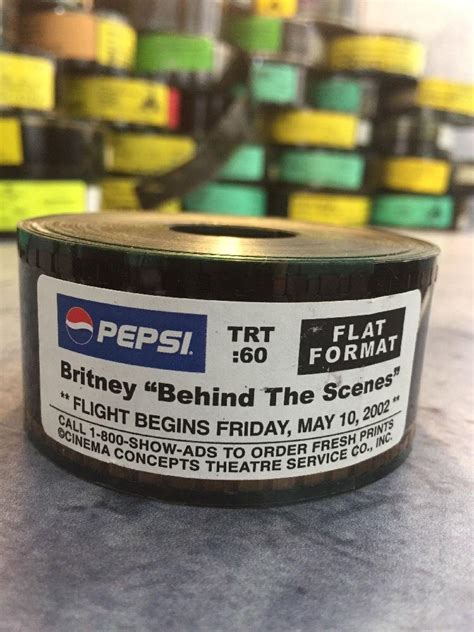 PEPSI.
TRT
:60
FLAT
FORMAT
Britney "Behind The Scenes"
** FLIGHT BEGINS FRIDAY, MAY 10, 2002 **
CALL 1-800-SHOW-ADS TO ORDER FRESH PRINTS
©CINEMA CONCEPTS THEATRE SERVICE CO., INC.